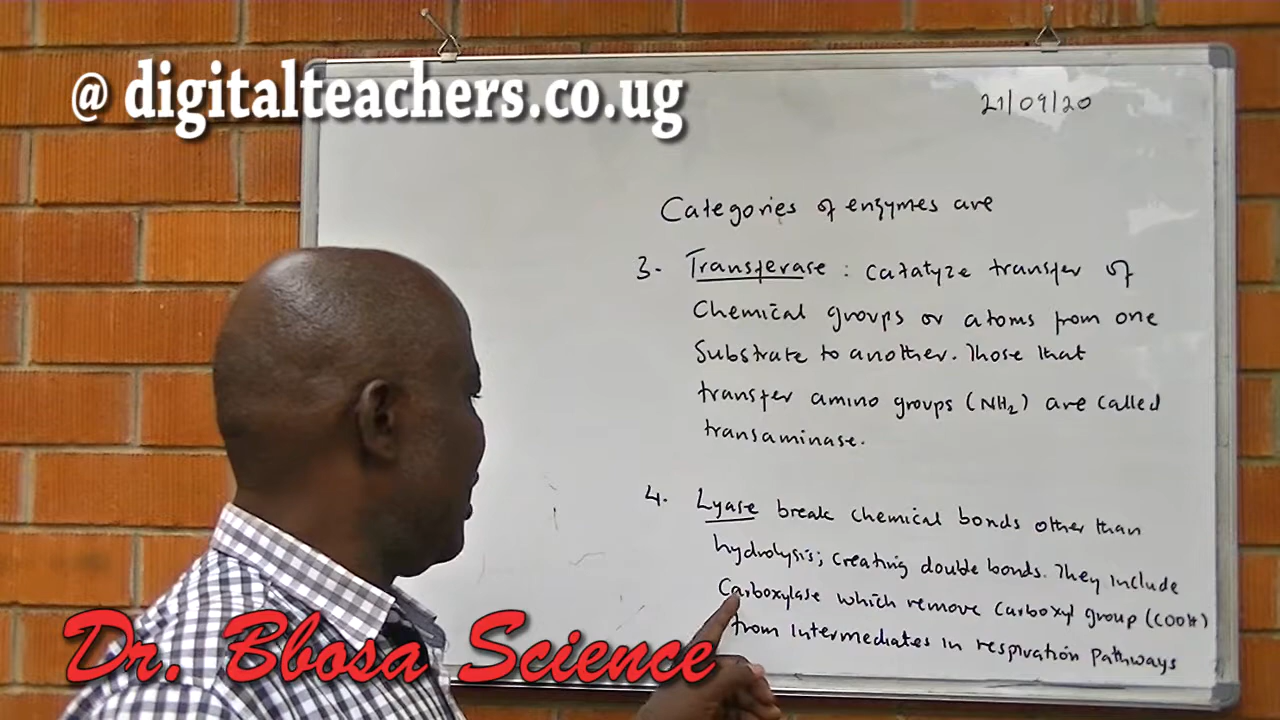 @ digitalteachers.co.ug
21/09/20
Categories of enzymes are
3. Transferase : catatyze transfer of
Chemical groups or atoms from one
Substrate to another. Those that
transfer amino groups (NH₂) are called
transaminase.
4. Lyase break chemical bonds other than
hydrolysis; creating double bonds. They include
Carboxylase which remove carboxyl group (COOH)
from intermediates in respiration pathways
Dr. Bbosa Science